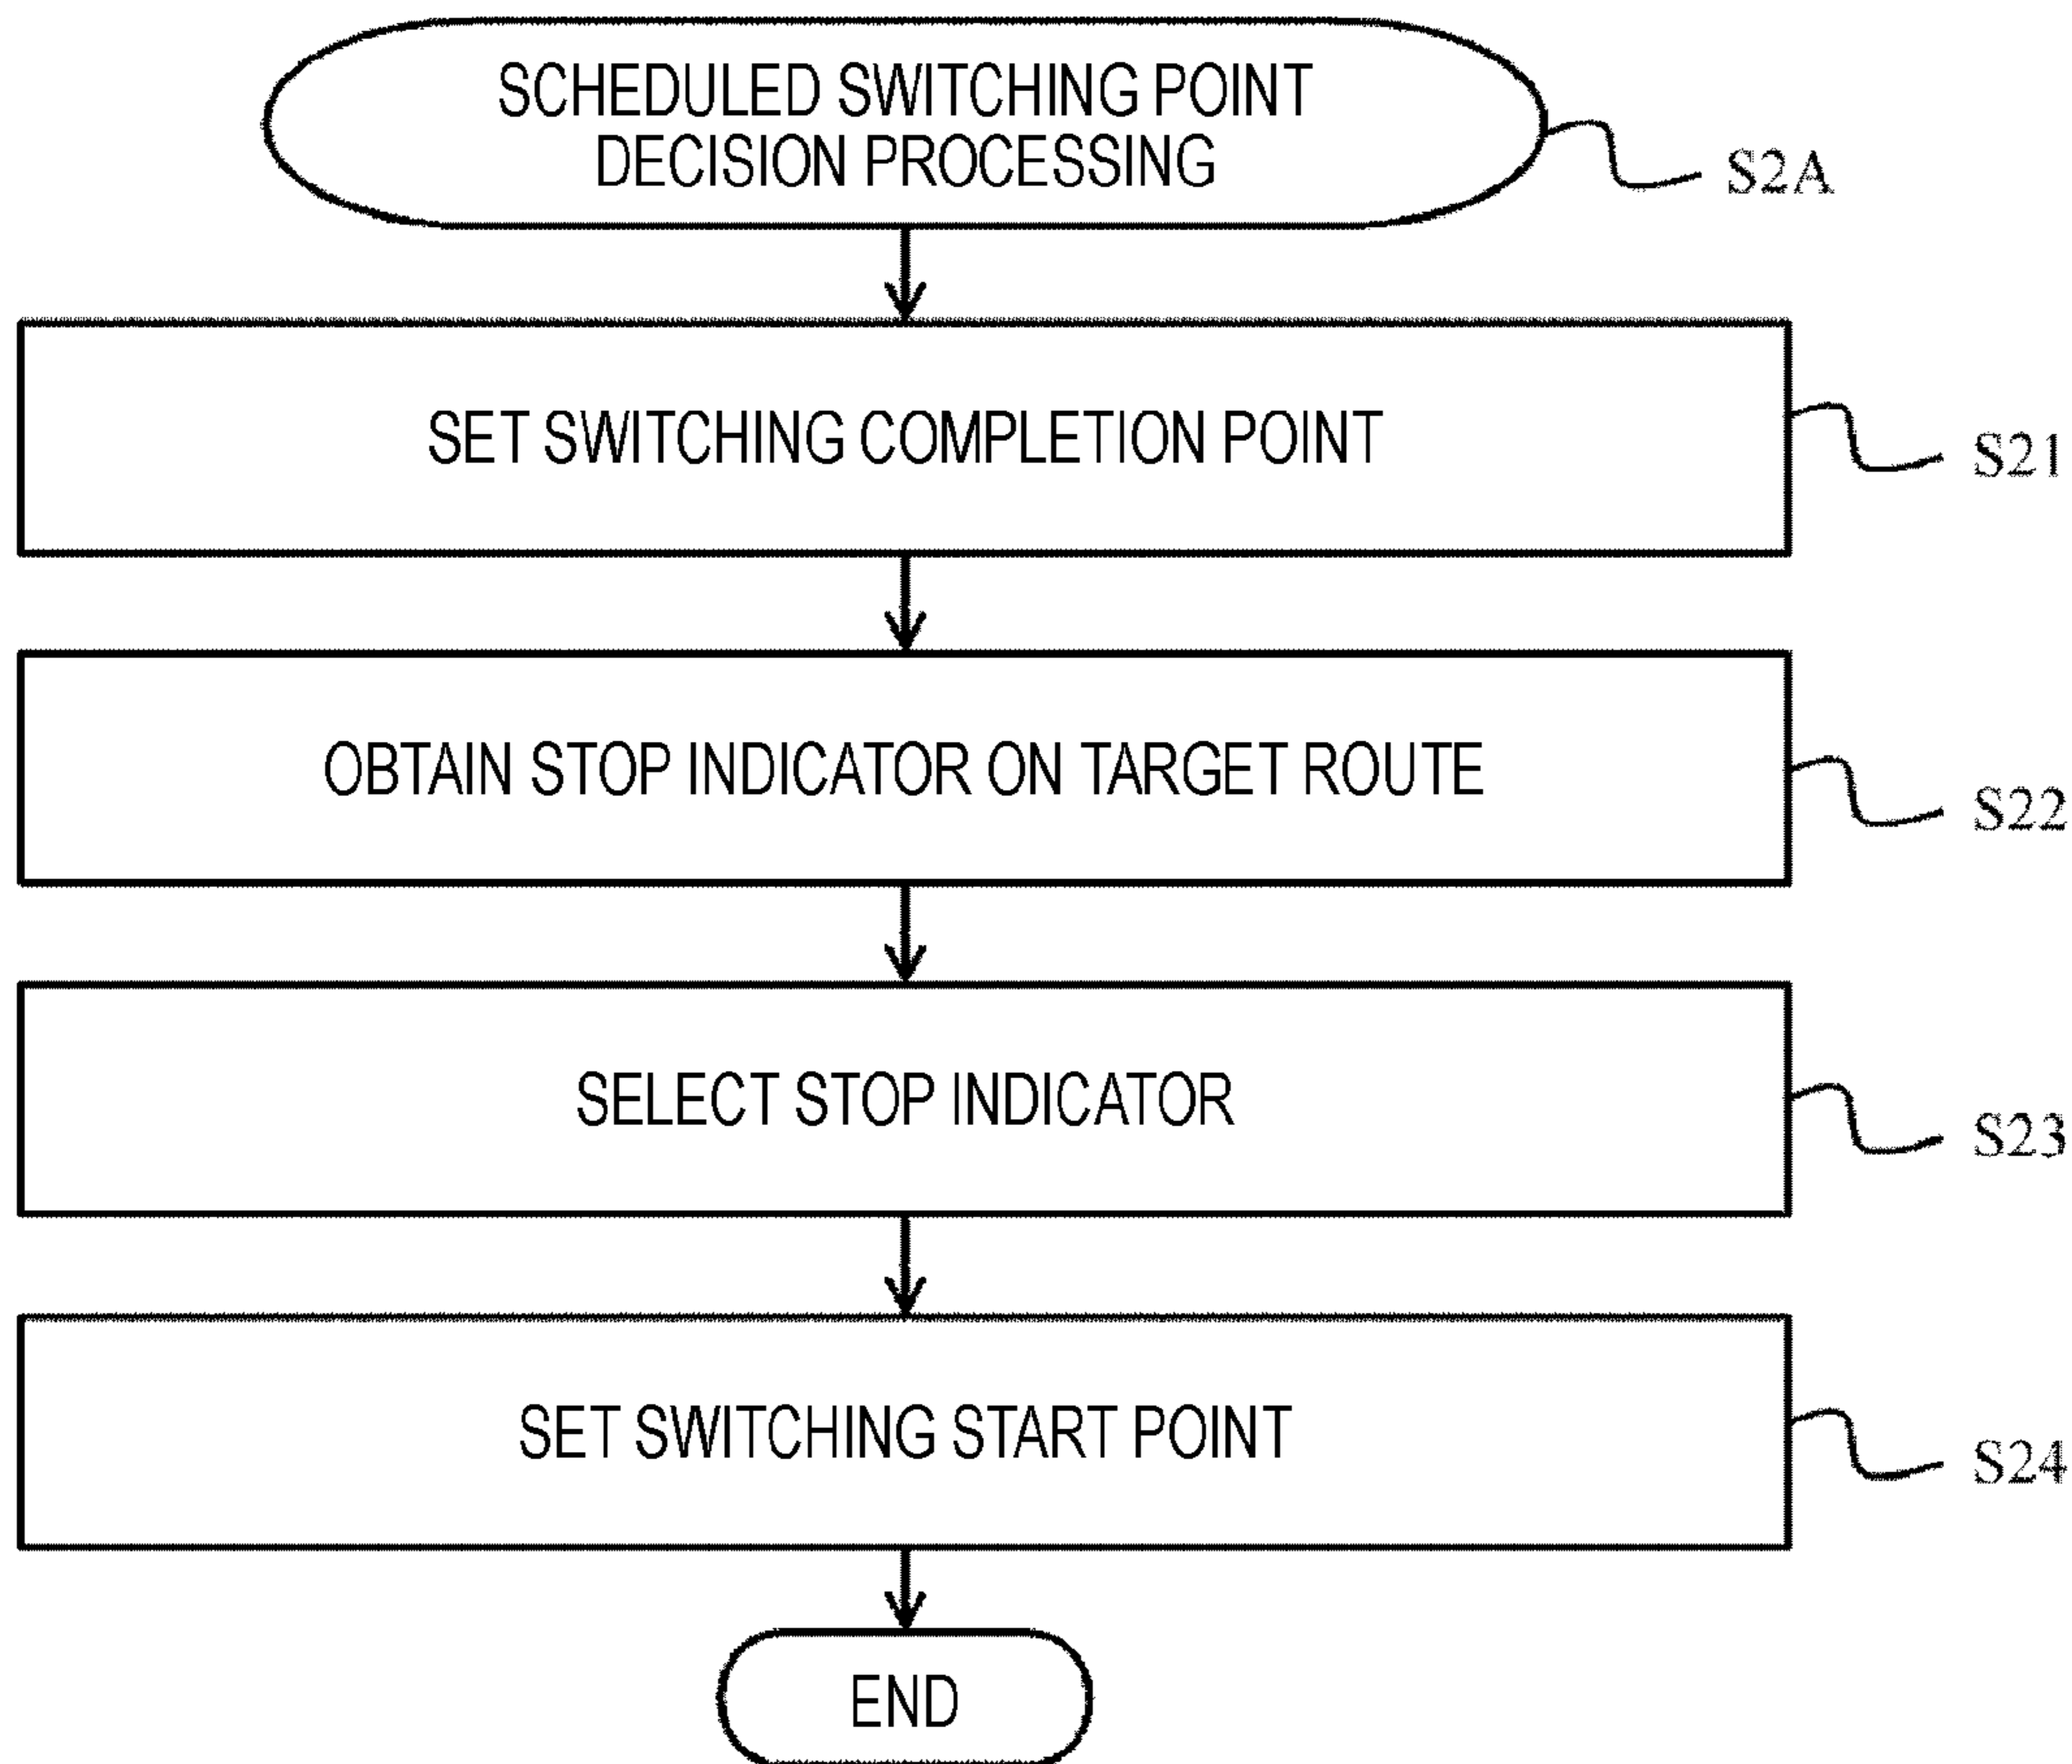 SCHEDULED SWITCHING POINT
DECISION PROCESSING
S2A
SET SWITCHING COMPLETION POINT
S21
OBTAIN STOP INDICATOR ON TARGET ROUTE
S22
SELECT STOP INDICATOR
S23
SET SWITCHING START POINT
S24
END